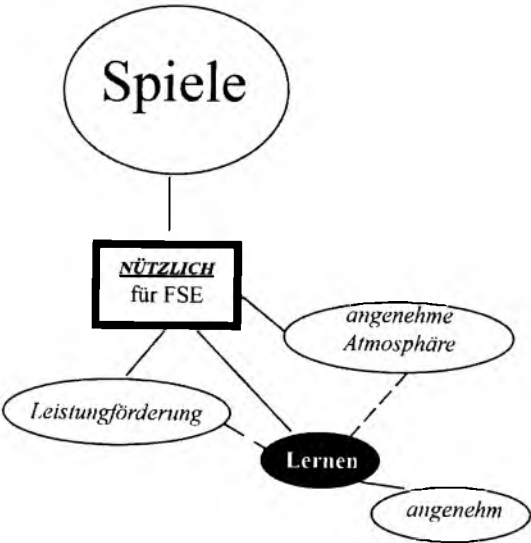 Spiele
NÜTZLICH
für FSE
angenehme
Atmosphäre
Leistungförderung
Lernen
angenehm